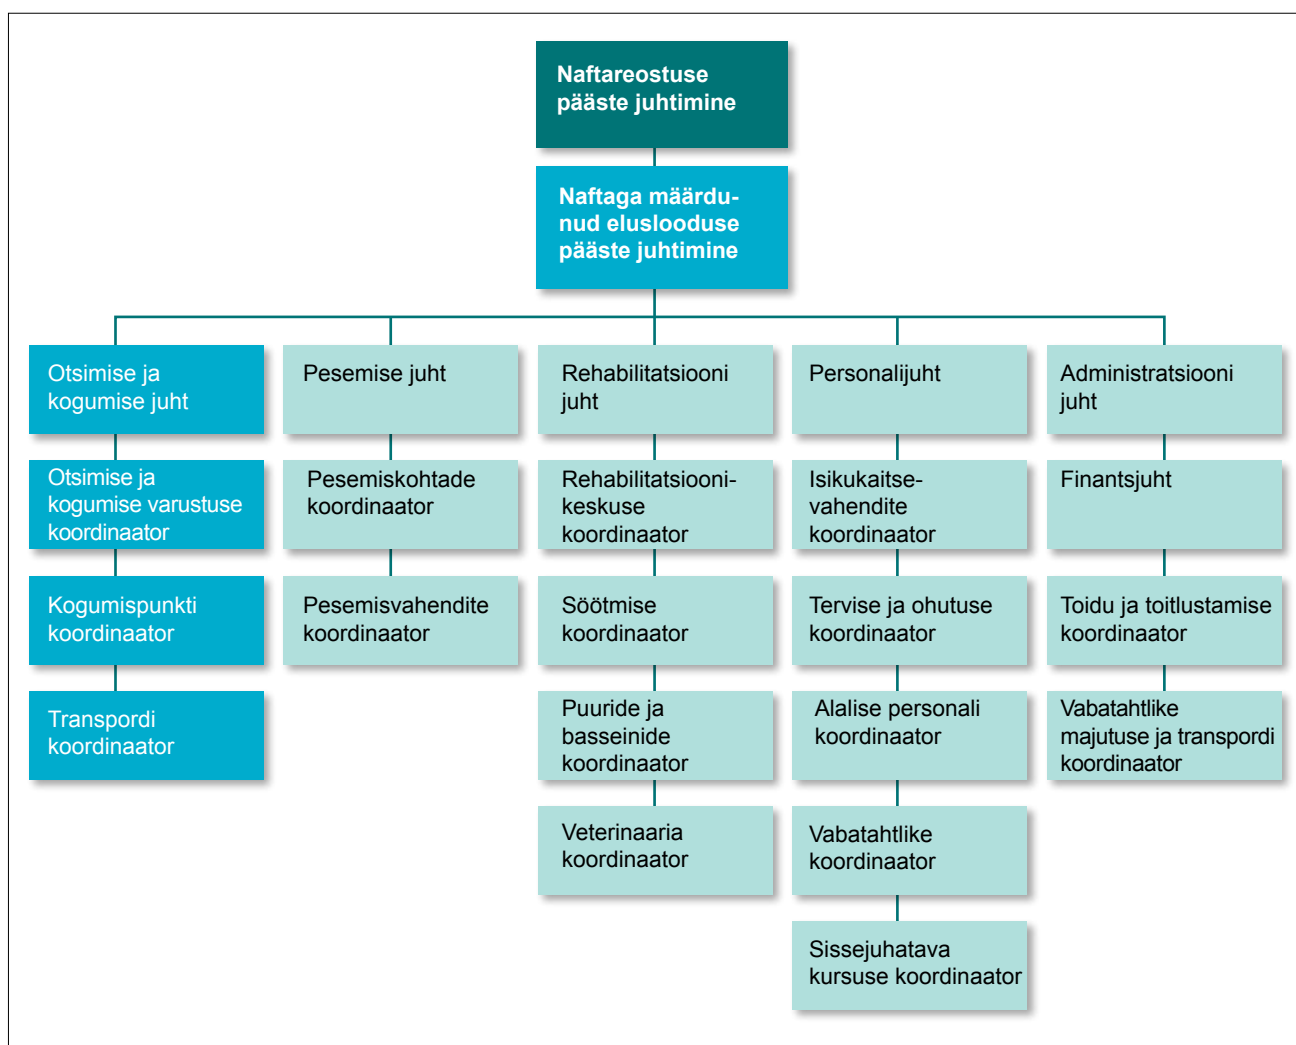 Naftareostuse
pääste juhtimine
Naftaga määrdu-
nud eluslooduse
pääste juhtimine
Otsimise ja
kogumise juht
Otsimise ja
kogumise varustuse
koordinaator
Kogumispunkti
koordinaator
Transpordi
koordinaator
Pesemise juht
Pesemiskohtade
koordinaator
Pesemisvahendite
koordinaator
Rehabilitatsiooni
juht
Rehabilitatsiooni-
keskuse
koordinaator
Söötmise
koordinaator
Puuride ja
basseinide
koordinaator
Veterinaaria
koordinaator
Personalijuht
Isikukaitse-
vahendite
koordinaator
Tervise ja ohutuse
koordinaator
Alalise personali
koordinaator
Vabatahtlike
koordinaator
Sissejuhatava
kursuse koordinaator
Administratsiooni
juht
Finantsjuht
Toidu ja toitlustamise
koordinaator
Vabatahtlike
majutuse ja transpordi
koordinaator